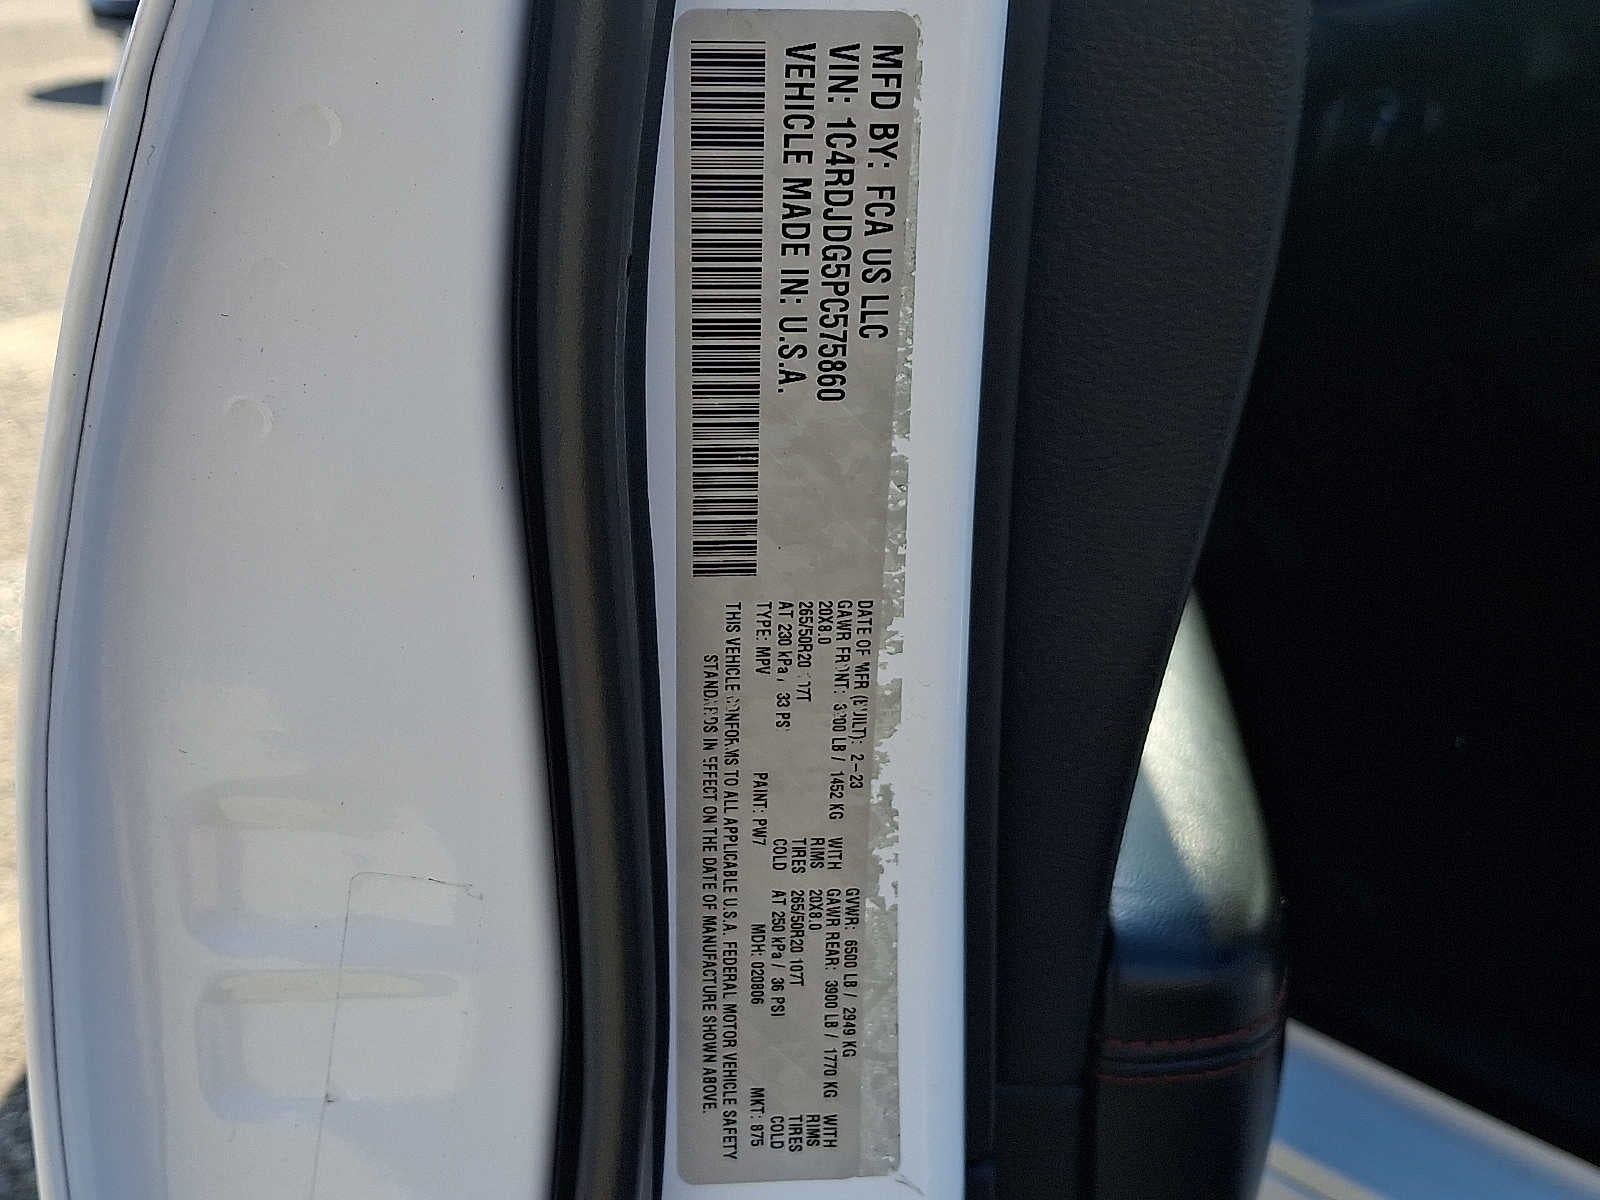 MFD BY: FCA US LLC
VIN: 1C4RDJDG5PC575860
VEHICLE MADE IN: U.S.A.
DATE OF MFR (BUILT): 2-23 GVWR: 6500 LB / 2949 KG
GAWR FRONT: 3200 LB / 1452 KG WITH GAWR REAR: 3900 LB / 1770 KG WITH
20X8.0 RIMS 20X8.0 RIMS
265/50R20 107T TIRES 265/50R20 107T TIRES
AT 230 kPa / 33 PSI COLD AT 250 kPa / 36 PSI COLD
TYPE: MPV PAINT: PW7 MDH: 020806 MKT: 875
THIS VEHICLE CONFORMS TO ALL APPLICABLE U.S.A. FEDERAL MOTOR VEHICLE SAFETY
STANDARDS IN EFFECT ON THE DATE OF MANUFACTURE SHOWN ABOVE.